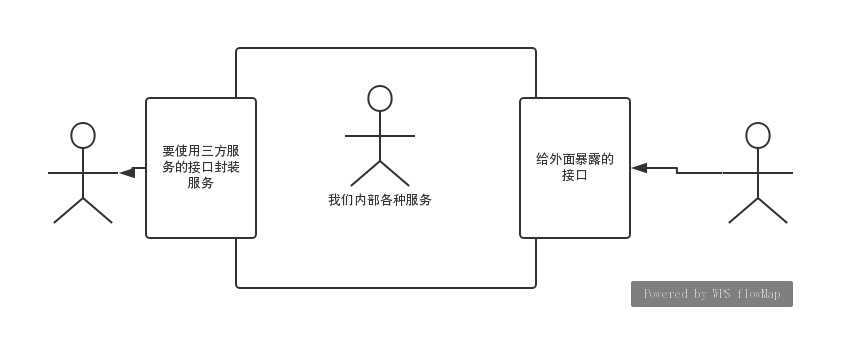 要使用三方服
务的接口封装
服务
我们内部各种服务
给外面暴露的
接口
Powered by WPS flowMap